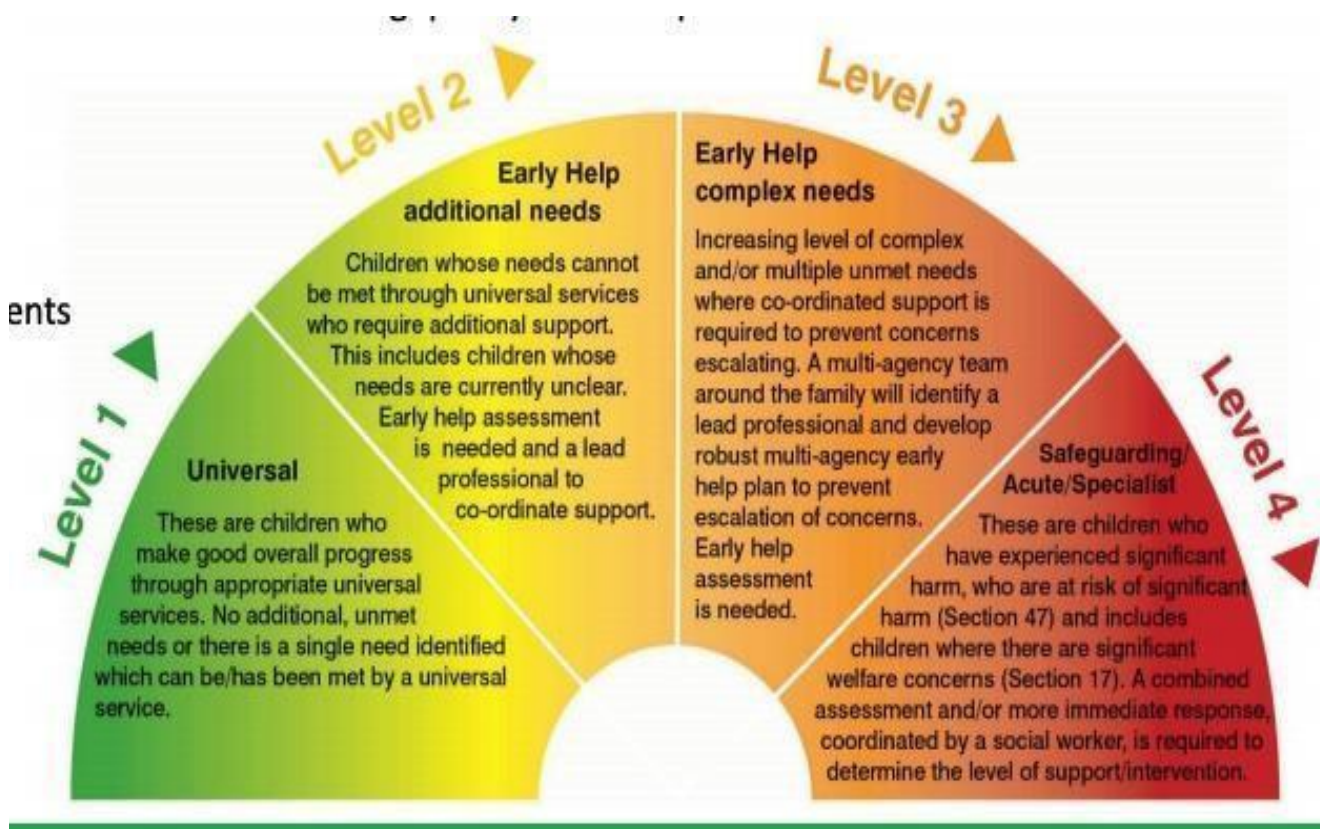 ents
Level 1
Universal
These are children who
make good overall progress
through appropriate universal
services. No additional, unmet
needs or there is a single need identified
which can be/has been met by a universal
service.
Level 2
Early Help
additional needs
Children whose needs cannot
be met through universal services
who require additional support.
This includes children whose
needs are currently unclear.
Early help assessment
is needed and a lead
professional to
co-ordinate support.
Level 3
Early Help
complex needs
Increasing level of complex
and/or multiple unmet needs
where co-ordinated support is
required to prevent concerns
escalating. A multi-agency team
around the family will identify a
lead professional and develop
robust multi-agency early
help plan to prevent
escalation of concerns.
Early help
assessment
is needed.
Level 4
Safeguarding/
Acute/Specialist
These are children who
have experienced significant
harm, who are at risk of significant
harm (Section 47) and includes
children where there are significant
welfare concerns (Section 17). A combined
assessment and/or more immediate response,
coordinated by a social worker, is required to
determine the level of support/intervention.